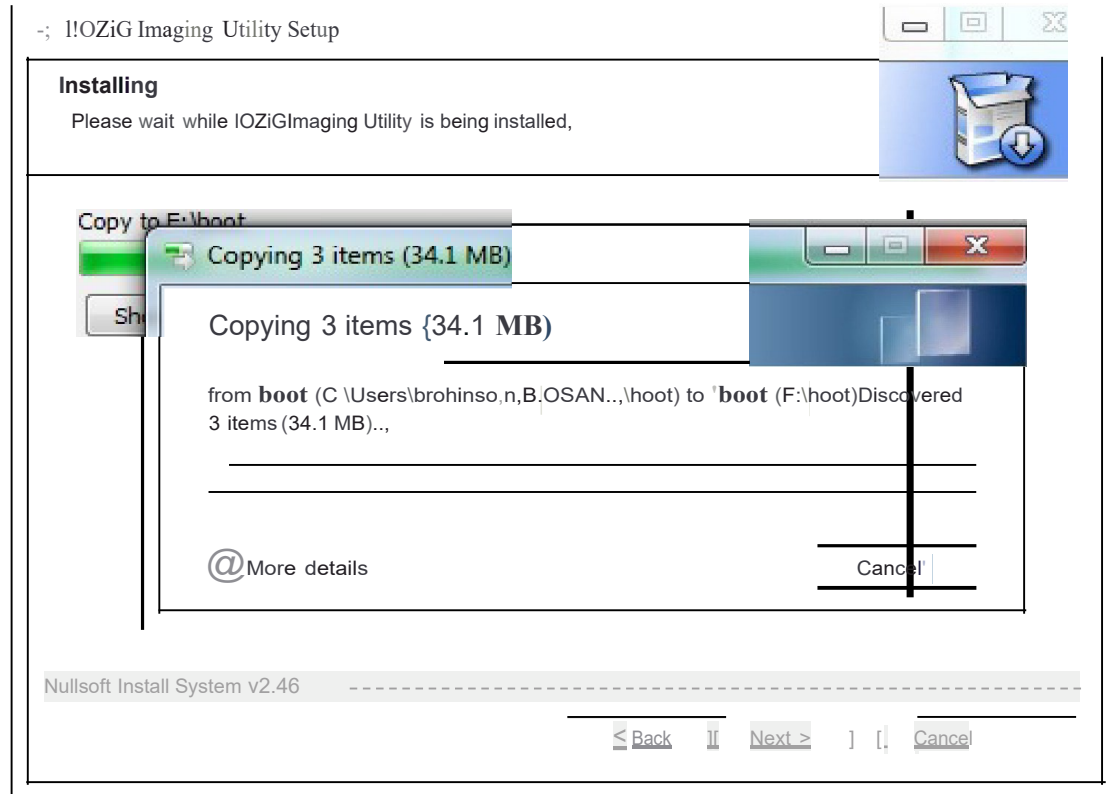 -; l!OZiG Imaging Utility Setup
Installing
Please wait while lOZiGImaging Utility is being installed,
Copy to F:\boot
Copying 3 items (34.1 MB)
Sh
Copying 3 items {34.1 MB)
from boot (C \Users\brohinso,n,B.OSAN..,\hoot) to 'boot (F:\hoot)Discovered
3 items (34.1 MB)..,
@More details
Cancel'
Nullsoft Install System v2.46
< Back ][ Next > ] [. Cancel